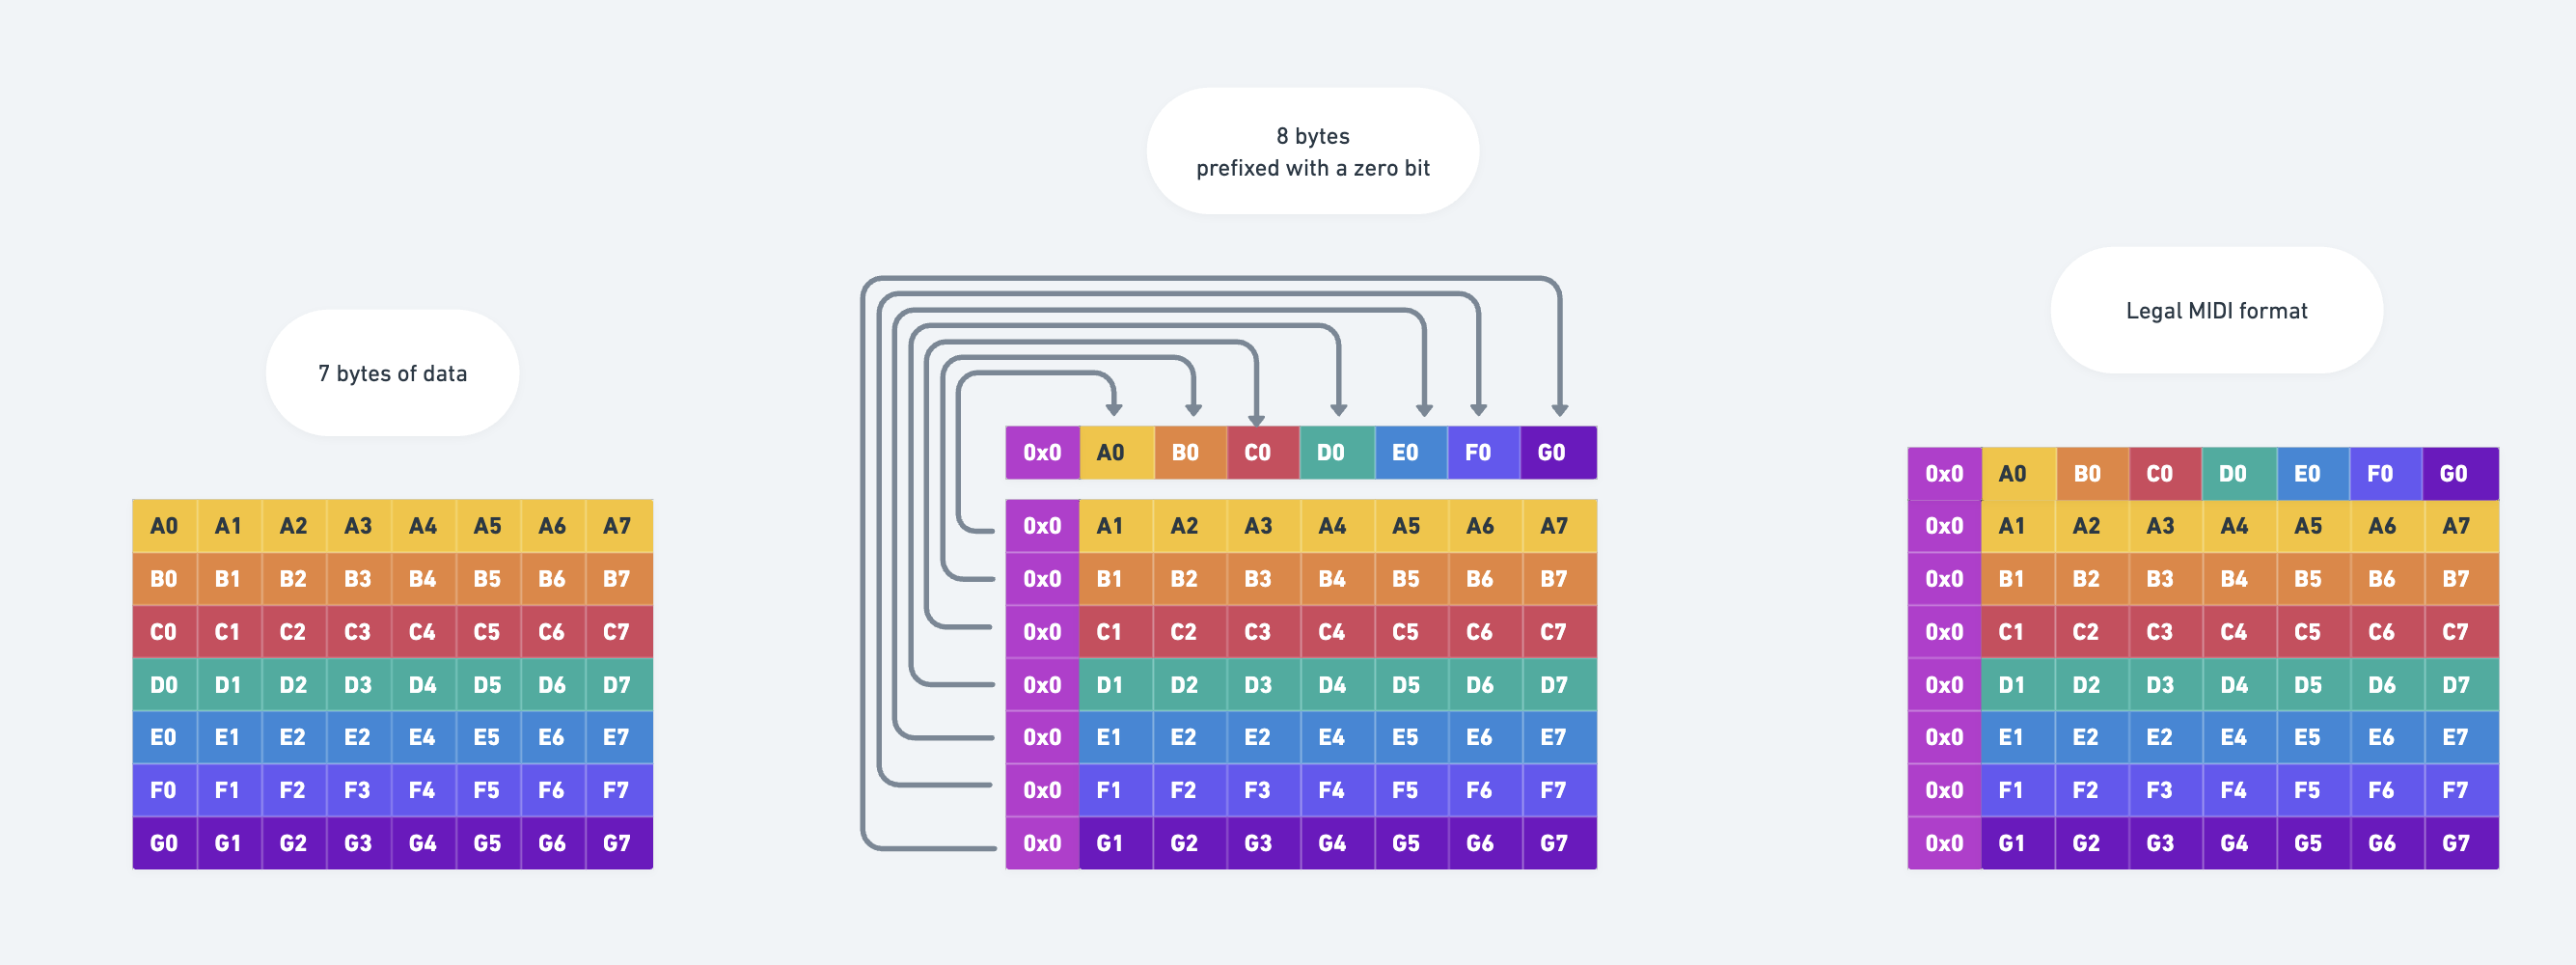 8 bytes
prefixed with a zero bit
Legal MIDI format
7 bytes of data
A0 A1 A2 A3 A4 A5 A6 A7
B0 B1 B2 B3 B4 B5 B6 B7
C0 C1 C2 C3 C4 C5 C6 C7
D0 D1 D2 D3 D4 D5 D6 D7
E0 E1 E2 E2 E4 E5 E6 E7
F0 F1 F2 F3 F4 F5 F6 F7
G0 G1 G2 G3 G4 G5 G6 G7
0x0 A0 B0 C0 D0 E0 F0 G0
0x0 A1 A2 A3 A4 A5 A6 A7
0x0 B1 B2 B3 B4 B5 B6 B7
0x0 C1 C2 C3 C4 C5 C6 C7
0x0 D1 D2 D3 D4 D5 D6 D7
0x0 E1 E2 E2 E4 E5 E6 E7
0x0 F1 F2 F3 F4 F5 F6 F7
0x0 G1 G2 G3 G4 G5 G6 G7
0x0 A0 B0 C0 D0 E0 F0 G0
0x0 A1 A2 A3 A4 A5 A6 A7
0x0 B1 B2 B3 B4 B5 B6 B7
0x0 C1 C2 C3 C4 C5 C6 C7
0x0 D1 D2 D3 D4 D5 D6 D7
0x0 E1 E2 E2 E4 E5 E6 E7
0x0 F1 F2 F3 F4 F5 F6 F7
0x0 G1 G2 G3 G4 G5 G6 G7